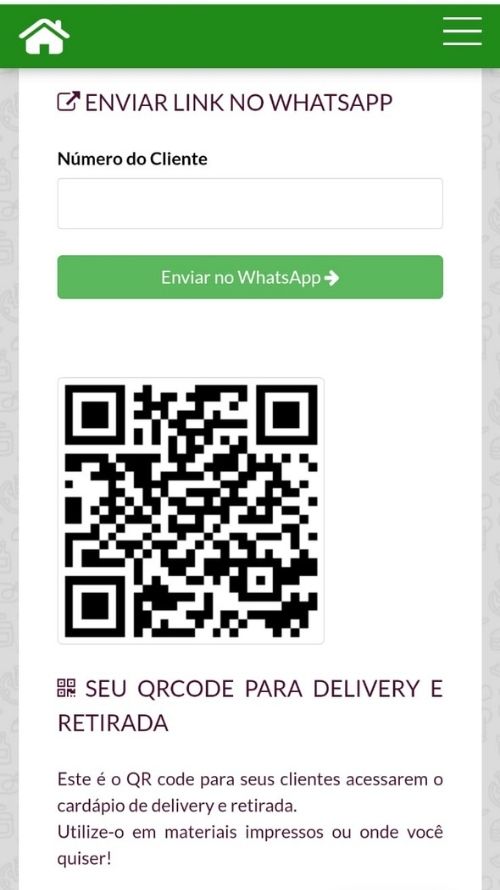 ENVIAR LINK NO WHATSAPP
Número do Cliente
Enviar no WhatsApp
SEU QRCODE PARA DELIVERY E
RETIRADA
Este é o QR code para seus clientes acessarem o
cardápio de delivery e retirada.
Utilize-o em materiais impressos ou onde você
quiser!